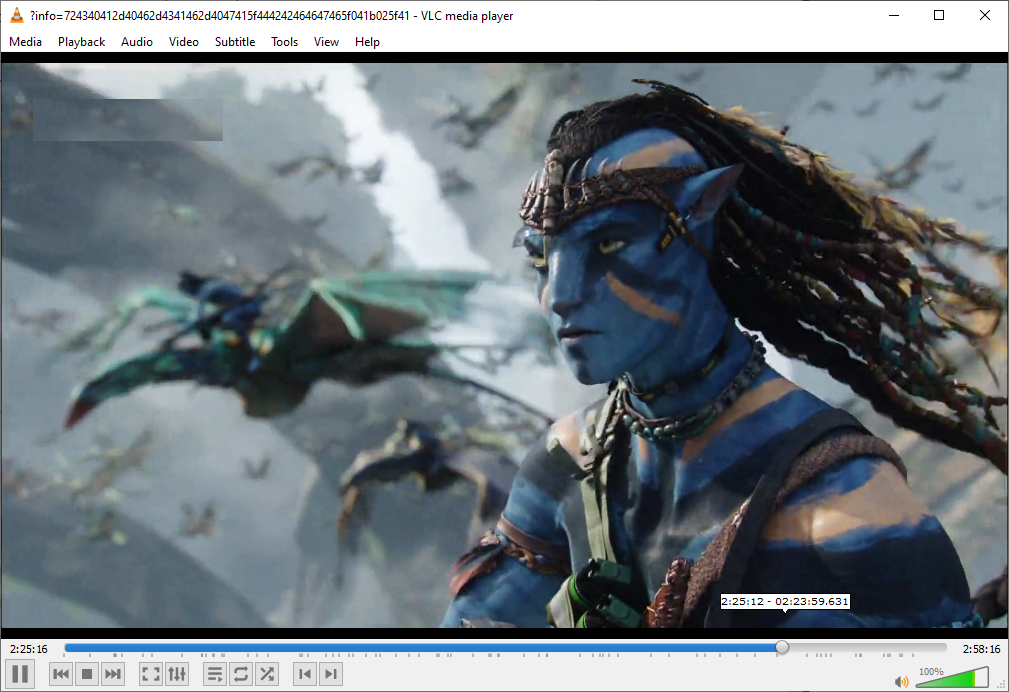 ?info=724340412d40462d4341462d4047415f444242464647465f041b025f41 - VLC media player
Media Playback Audio Video Subtitle Tools View Help
2:25:12 - 02:23:59.631
2:25:16
2:58:16
100%